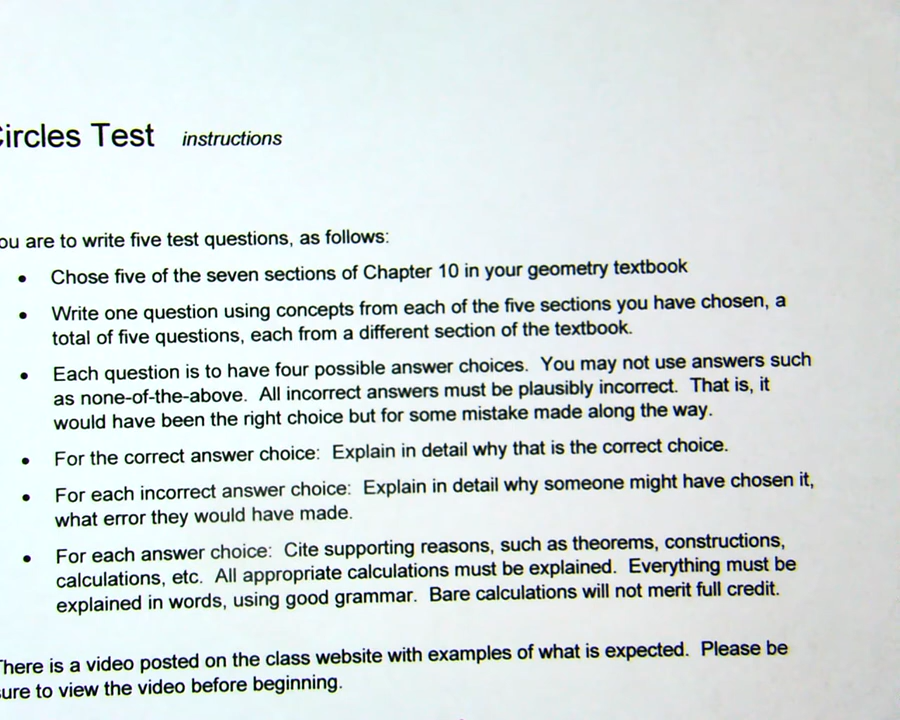 Circles Test instructions
You are to write five test questions, as follows:
• Chose five of the seven sections of Chapter 10 in your geometry textbook
• Write one question using concepts from each of the five sections you have chosen, a
total of five questions, each from a different section of the textbook.
• Each question is to have four possible answer choices. You may not use answers such
as none-of-the-above. All incorrect answers must be plausibly incorrect. That is, it
would have been the right choice but for some mistake made along the way.
• For the correct answer choice: Explain in detail why that is the correct choice.
• For each incorrect answer choice: Explain in detail why someone might have chosen it,
what error they would have made.
• For each answer choice: Cite supporting reasons, such as theorems, constructions,
calculations, etc. All appropriate calculations must be explained. Everything must be
explained in words, using good grammar. Bare calculations will not merit full credit.
There is a video posted on the class website with examples of what is expected. Please be
sure to view the video before beginning.